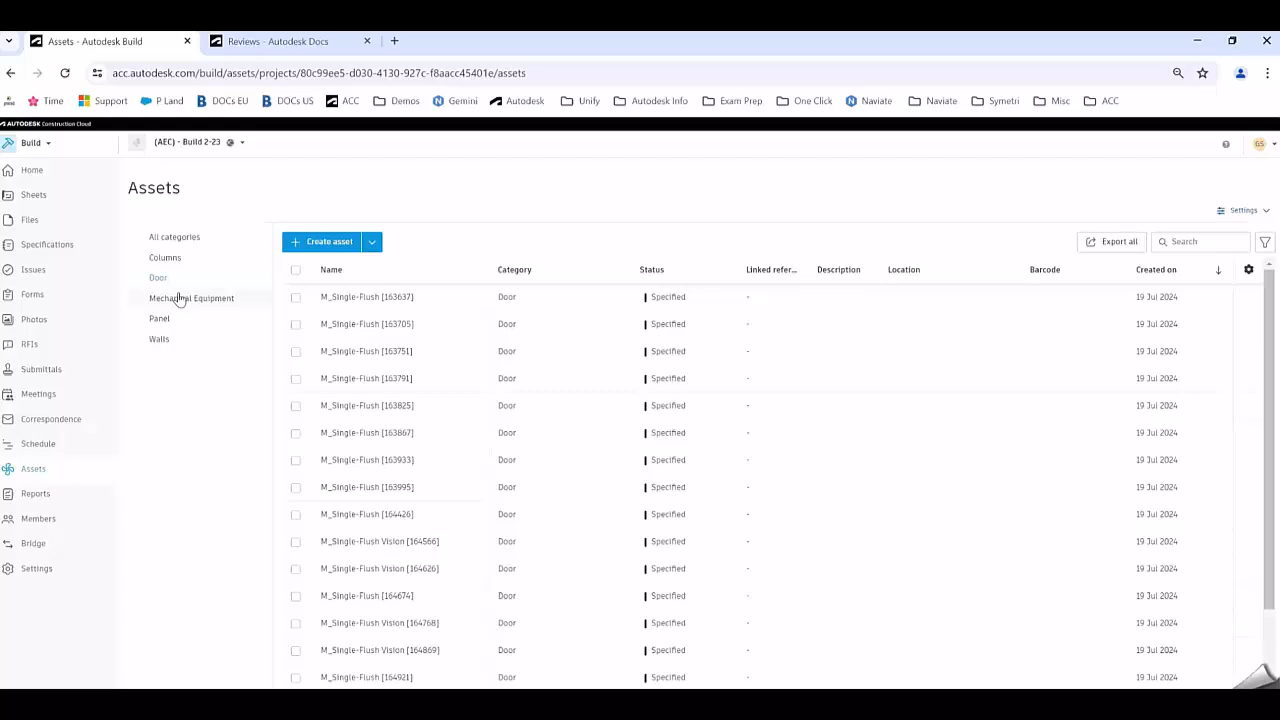 Assets - Autodesk Build
Reviews - Autodesk Docs
acc.autodesk.com/build/assets/projects/80c99ee5-d030-4130-927c-f8aacc45401e/assets
Time Support P Land DOCs EU DOCs US ACC Demos Gemini Autodesk Unify Autodesk Info Exam Prep One Click Naviate Naviate Symetri Misc ACC
AUTODESK Construction Cloud
Build (AEC) - Build 2-23 GS
Home
Sheets
Files
Specifications
Issues
Forms
Photos
RFIs
Submittals
Meetings
Correspondence
Schedule
Assets
Reports
Members
Bridge
Settings
Assets
Settings
All categories
Columns
Door
Mechanical Equipment
Panel
Walls
Create asset Export all Search
Name Category Status Linked refer... Description Location Barcode Created on
M_Single-Flush [163637] Door Specified - 19 Jul 2024
M_Single-Flush [163705] Door Specified - 19 Jul 2024
M_Single-Flush [163751] Door Specified - 19 Jul 2024
M_Single-Flush [163791] Door Specified - 19 Jul 2024
M_Single-Flush [163825] Door Specified - 19 Jul 2024
M_Single-Flush [163867] Door Specified - 19 Jul 2024
M_Single-Flush [163933] Door Specified - 19 Jul 2024
M_Single-Flush [163995] Door Specified - 19 Jul 2024
M_Single-Flush [164426] Door Specified - 19 Jul 2024
M_Single-Flush Vision [164566] Door Specified - 19 Jul 2024
M_Single-Flush Vision [164626] Door Specified - 19 Jul 2024
M_Single-Flush [164674] Door Specified - 19 Jul 2024
M_Single-Flush Vision [164768] Door Specified - 19 Jul 2024
M_Single-Flush Vision [164869] Door Specified - 19 Jul 2024
M_Single-Flush [164921] Door Specified - 19 Jul 2024